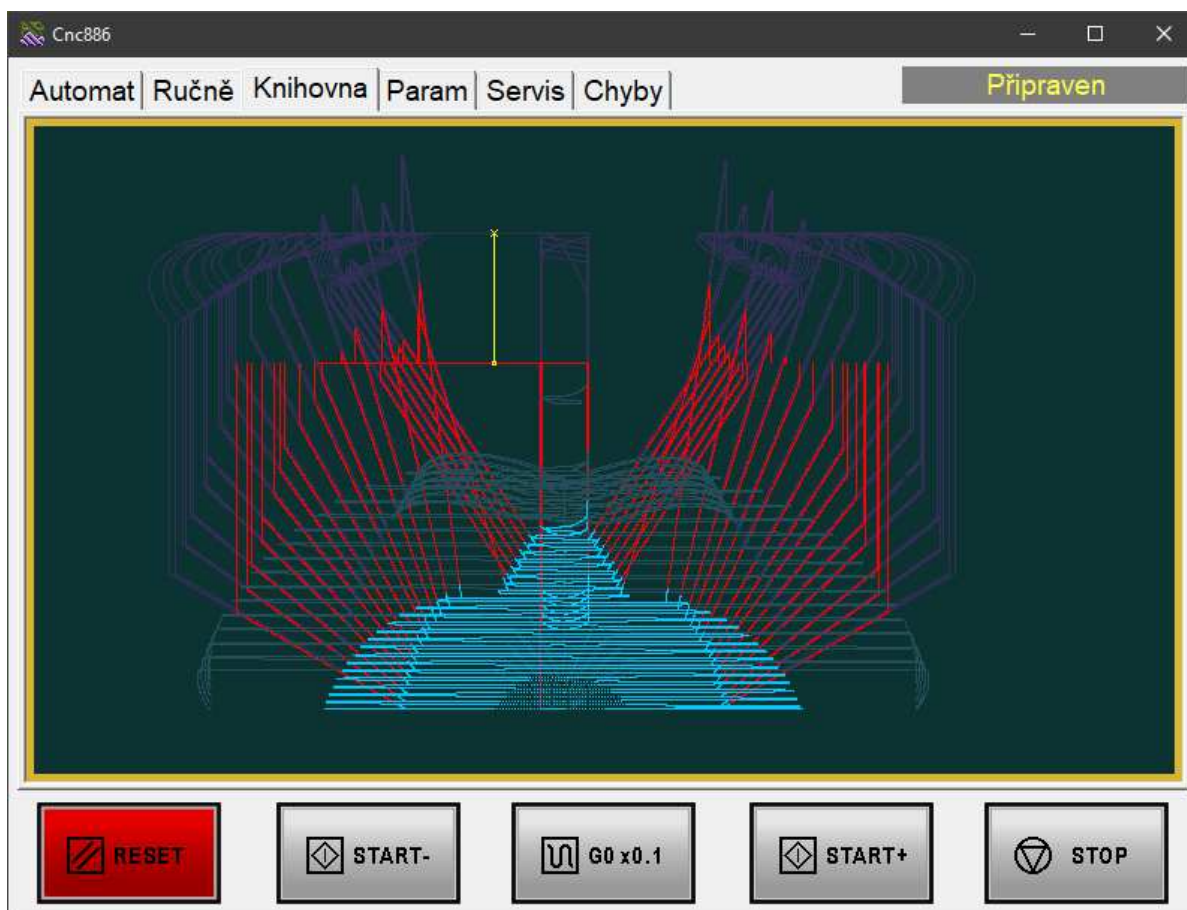 Cnc886
Automat Ručně Knihovna Param Servis Chyby Připraven
RESET START- G0 x0.1 START+ STOP